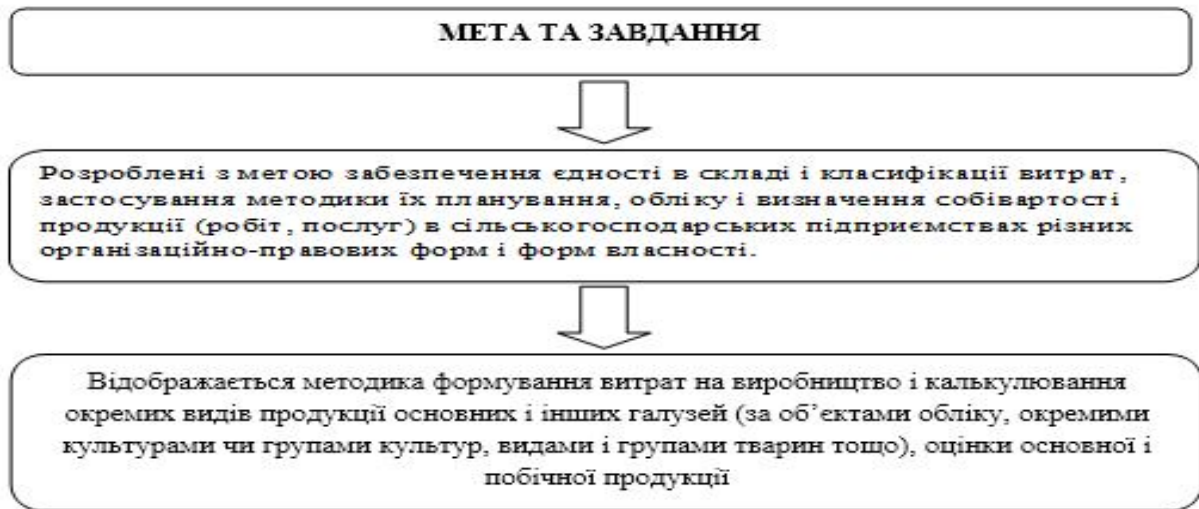 МЕТА ТА ЗАВДАННЯ
Розроблені з метою забезпечення єдності в складі і класифікації витрат,
застосування методики їх планування, обліку і визначення собівартості
продукції (робіт, послуг) в сільськогосподарських підприємствах різних
організаційно-правових форм і форм власності.
Відображається методика формування витрат на виробництво і калькулювання
окремих видів продукції основних і інших галузей (за об’єктами обліку, окремими
культурами чи групами культур, видами і групами тварин тощо), оцінки основної і
побічної продукції